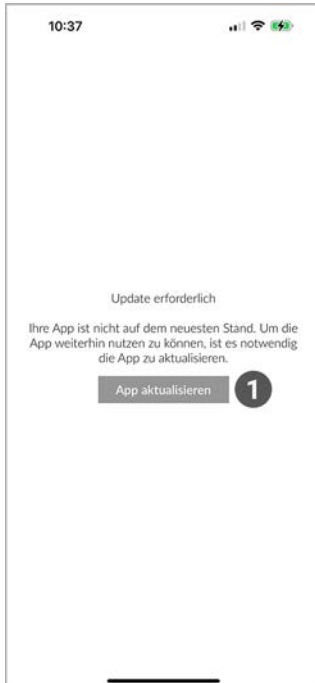 10:37
Update erforderlich
Ihre App ist nicht auf dem neuesten Stand. Um die
App weiterhin nutzen zu können, ist es notwendig
die App zu aktualisieren.
App aktualisieren
1